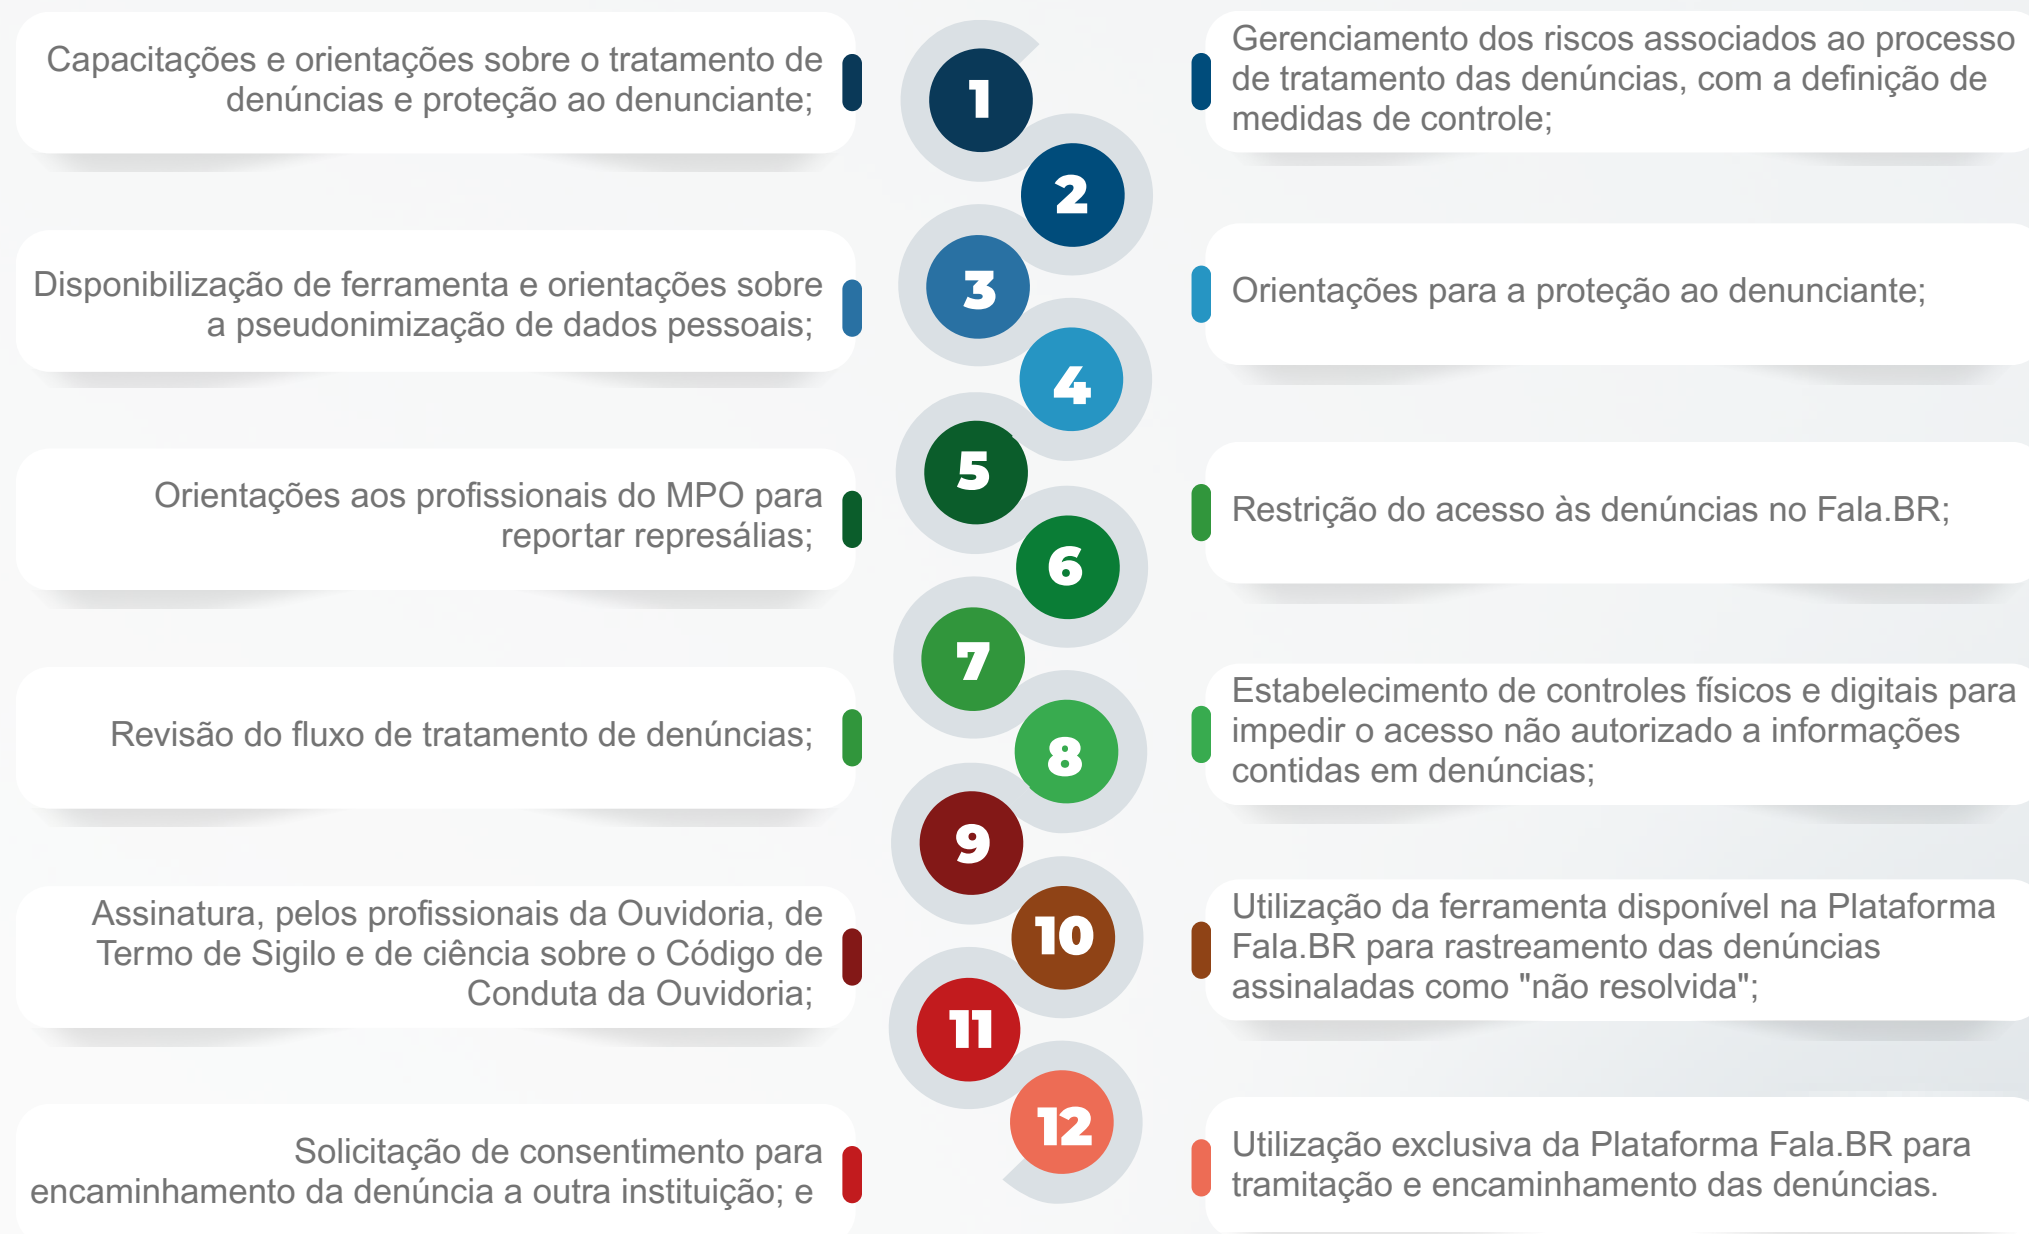 1
Capacitações e orientações sobre o tratamento de
denúncias e proteção ao denunciante;
2
Gerenciamento dos riscos associados ao processo
de tratamento das denúncias, com a definição de
medidas de controle;
3
Disponibilização de ferramenta e orientações sobre
a pseudonimização de dados pessoais;
4
Orientações para a proteção ao denunciante;
5
Orientações aos profissionais do MPO para
reportar represálias;
6
Restrição do acesso às denúncias no Fala.BR;
7
Revisão do fluxo de tratamento de denúncias;
8
Estabelecimento de controles físicos e digitais para
impedir o acesso não autorizado a informações
contidas em denúncias;
9
Assinatura, pelos profissionais da Ouvidoria, de
Termo de Sigilo e de ciência sobre o Código de
Conduta da Ouvidoria;
10
Utilização da ferramenta disponível na Plataforma
Fala.BR para rastreamento das denúncias
assinaladas como "não resolvida";
11
Solicitação de consentimento para
encaminhamento da denúncia a outra instituição; e
12
Utilização exclusiva da Plataforma Fala.BR para
tramitação e encaminhamento das denúncias.